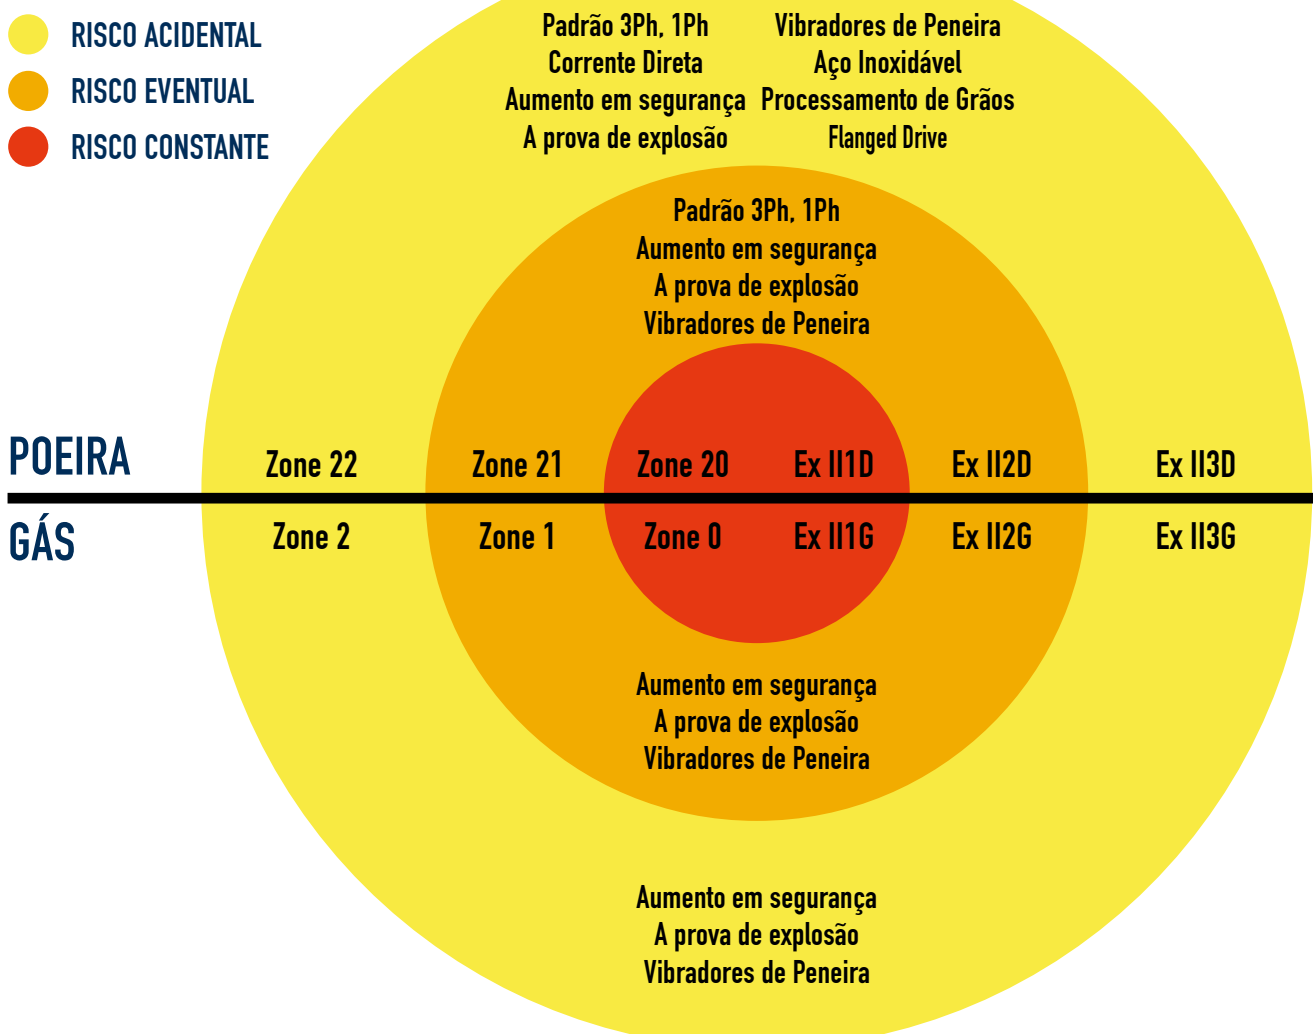 RISCO ACIDENTAL
RISCO EVENTUAL
RISCO CONSTANTE
Padrão 3Ph, 1Ph
Corrente Direta
Aumento em segurança
A prova de explosão
Vibradores de Peneira
Aço Inoxidável
Processamento de Grãos
Flanged Drive
Padrão 3Ph, 1Ph
Aumento em segurança
A prova de explosão
Vibradores de Peneira
POEIRA
Zone 22 Zone 21 Zone 20 Ex II1D Ex II2D Ex II3D
GÁS
Zone 2 Zone 1 Zone 0 Ex II1G Ex II2G Ex II3G
Aumento em segurança
A prova de explosão
Vibradores de Peneira
Aumento em segurança
A prova de explosão
Vibradores de Peneira